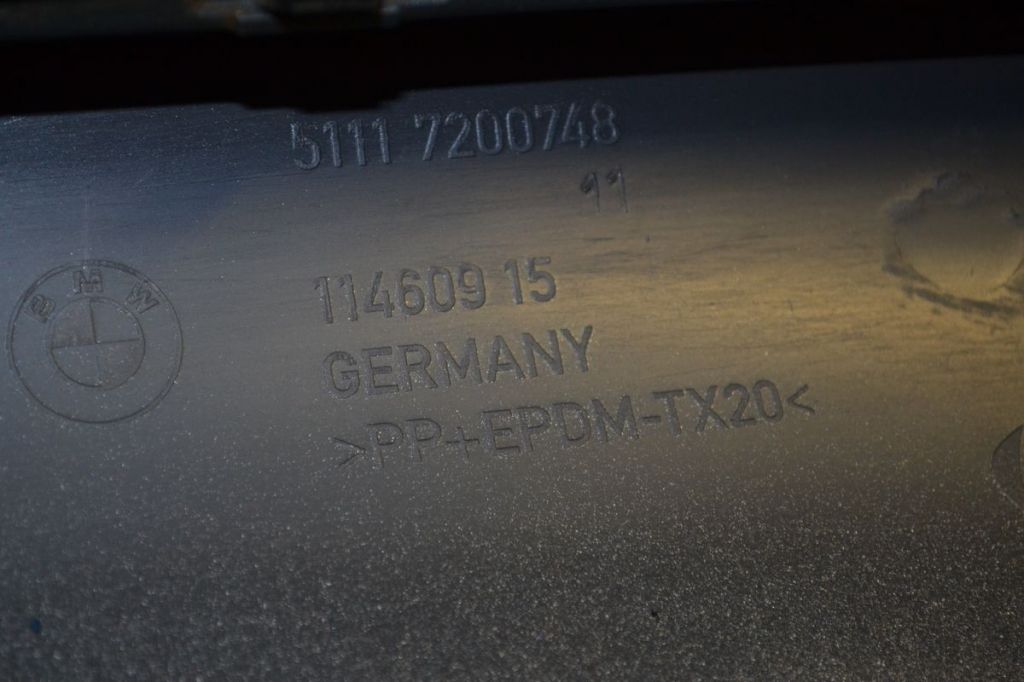 5111 7200748
11
BMW
114609 15
GERMANY
>PP+EPDM-TX20<